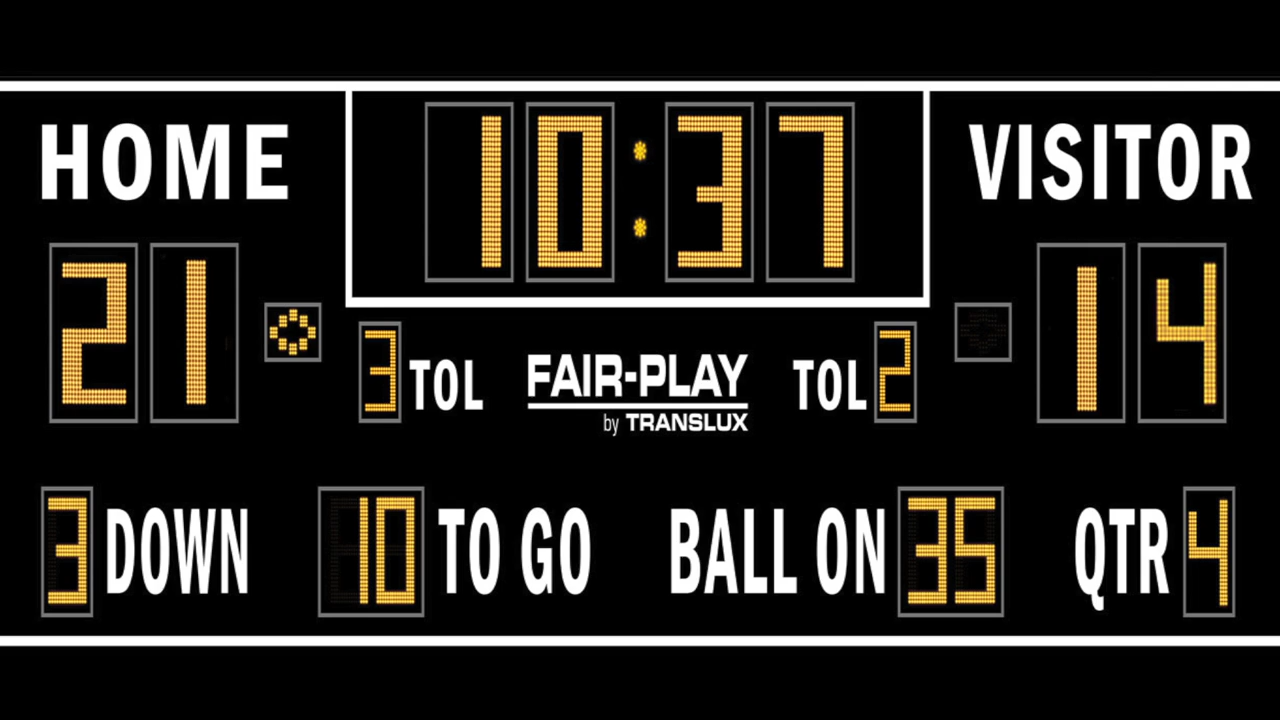 HOME 10:37 VISITOR
21 14
3 TOL FAIR-PLAY TOL 2
by TRANSLUX
3 DOWN 10 TO GO BALL ON 35 QTR 4